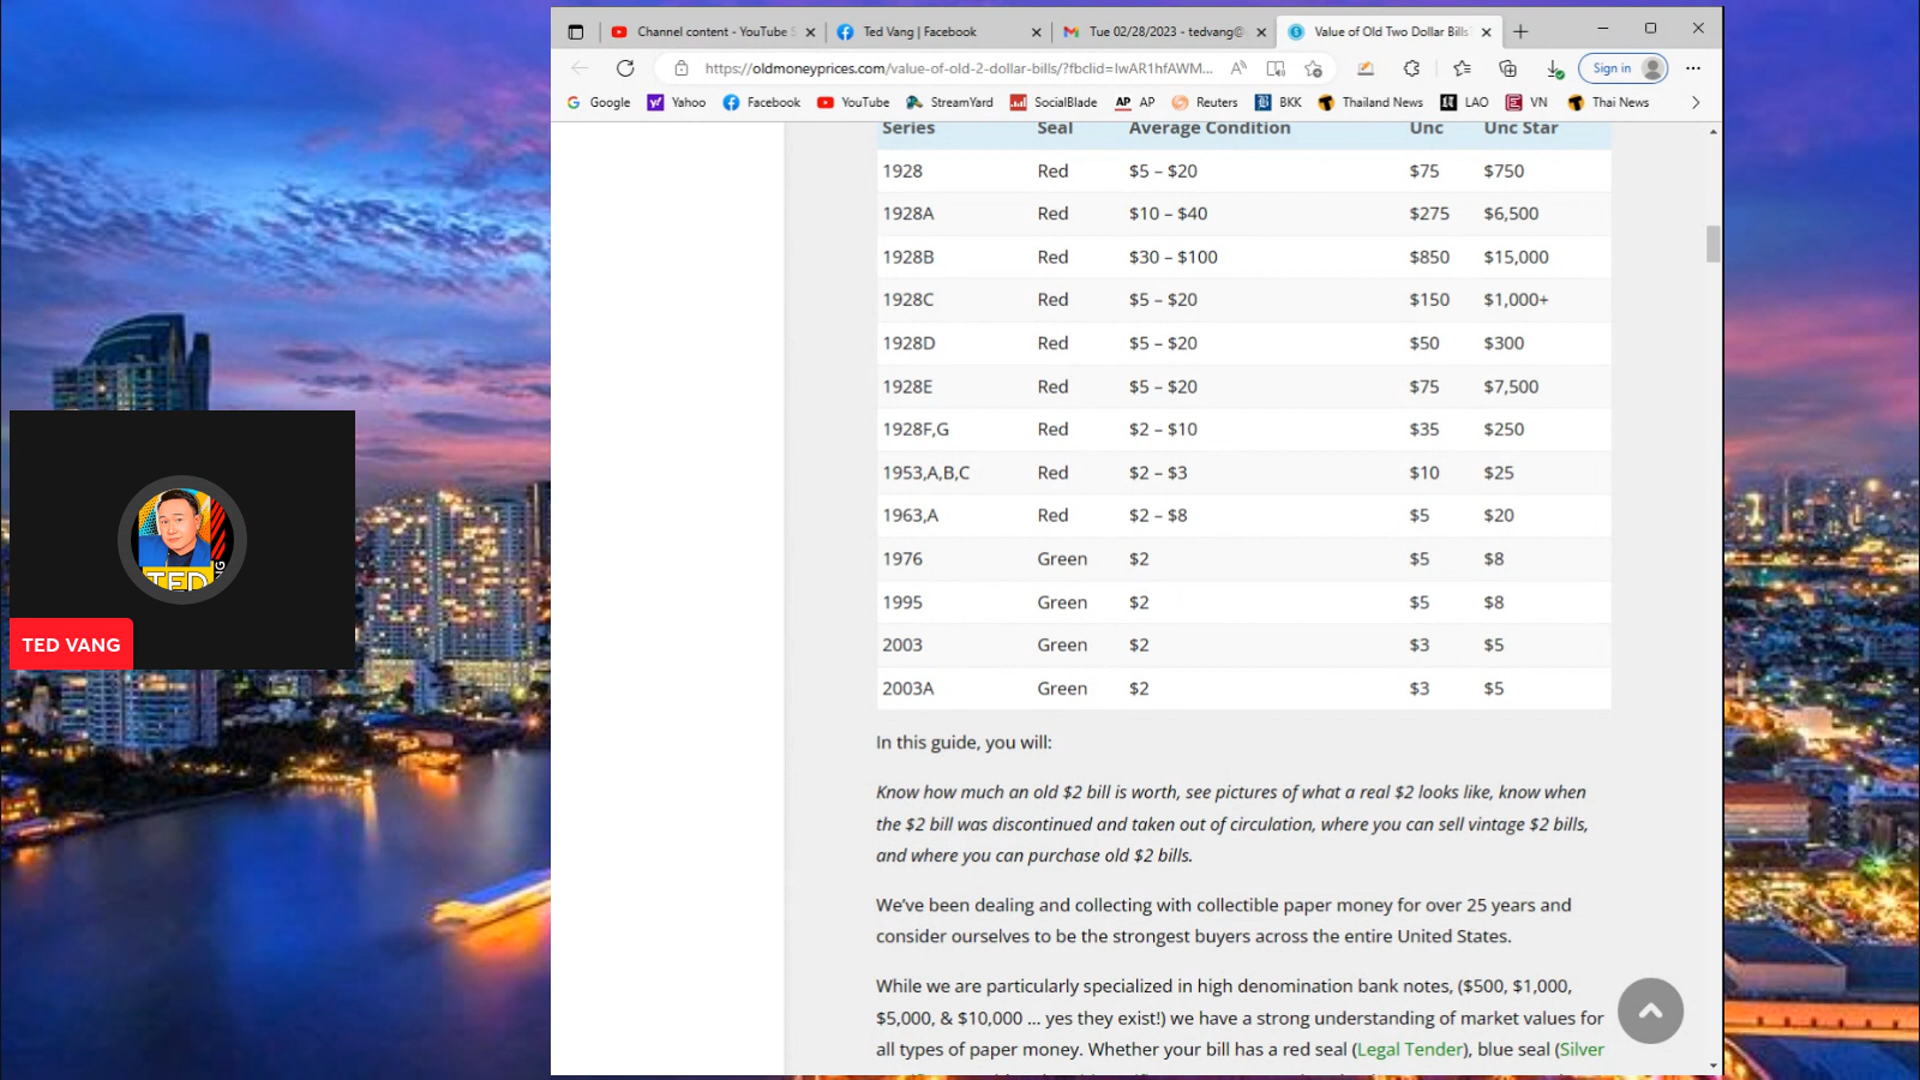 Channel content - YouTube S
Ted Vang | Facebook
Tue 02/28/2023 - tedvang@
Value of Old Two Dollar Bills
https://oldmoneyprices.com/value-of-old-2-dollar-bills/?fbclid=IwAR1hfAWM...
Sign in
Google
Yahoo
Facebook
YouTube
StreamYard
SocialBlade
AP AP
Reuters
BKK
Thailand News
LAO
VN
Thai News
Series Seal Average Condition Unc Unc Star
1928 Red $5 – $20 $75 $750
1928A Red $10 – $40 $275 $6,500
1928B Red $30 – $100 $850 $15,000
1928C Red $5 – $20 $150 $1,000+
1928D Red $5 – $20 $50 $300
1928E Red $5 – $20 $75 $7,500
1928F,G Red $2 – $10 $35 $250
1953,A,B,C Red $2 – $3 $10 $25
1963,A Red $2 – $8 $5 $20
1976 Green $2 $5 $8
1995 Green $2 $5 $8
2003 Green $2 $3 $5
2003A Green $2 $3 $5
In this guide, you will:
Know how much an old $2 bill is worth, see pictures of what a real $2 looks like, know when
the $2 bill was discontinued and taken out of circulation, where you can sell vintage $2 bills,
and where you can purchase old $2 bills.
We've been dealing and collecting with collectible paper money for over 25 years and
consider ourselves to be the strongest buyers across the entire United States.
While we are particularly specialized in high denomination bank notes, ($500, $1,000,
$5,000, & $10,000 … yes they exist!) we have a strong understanding of market values for
all types of paper money. Whether your bill has a red seal (Legal Tender), blue seal (Silver
TED
NG
TED VANG